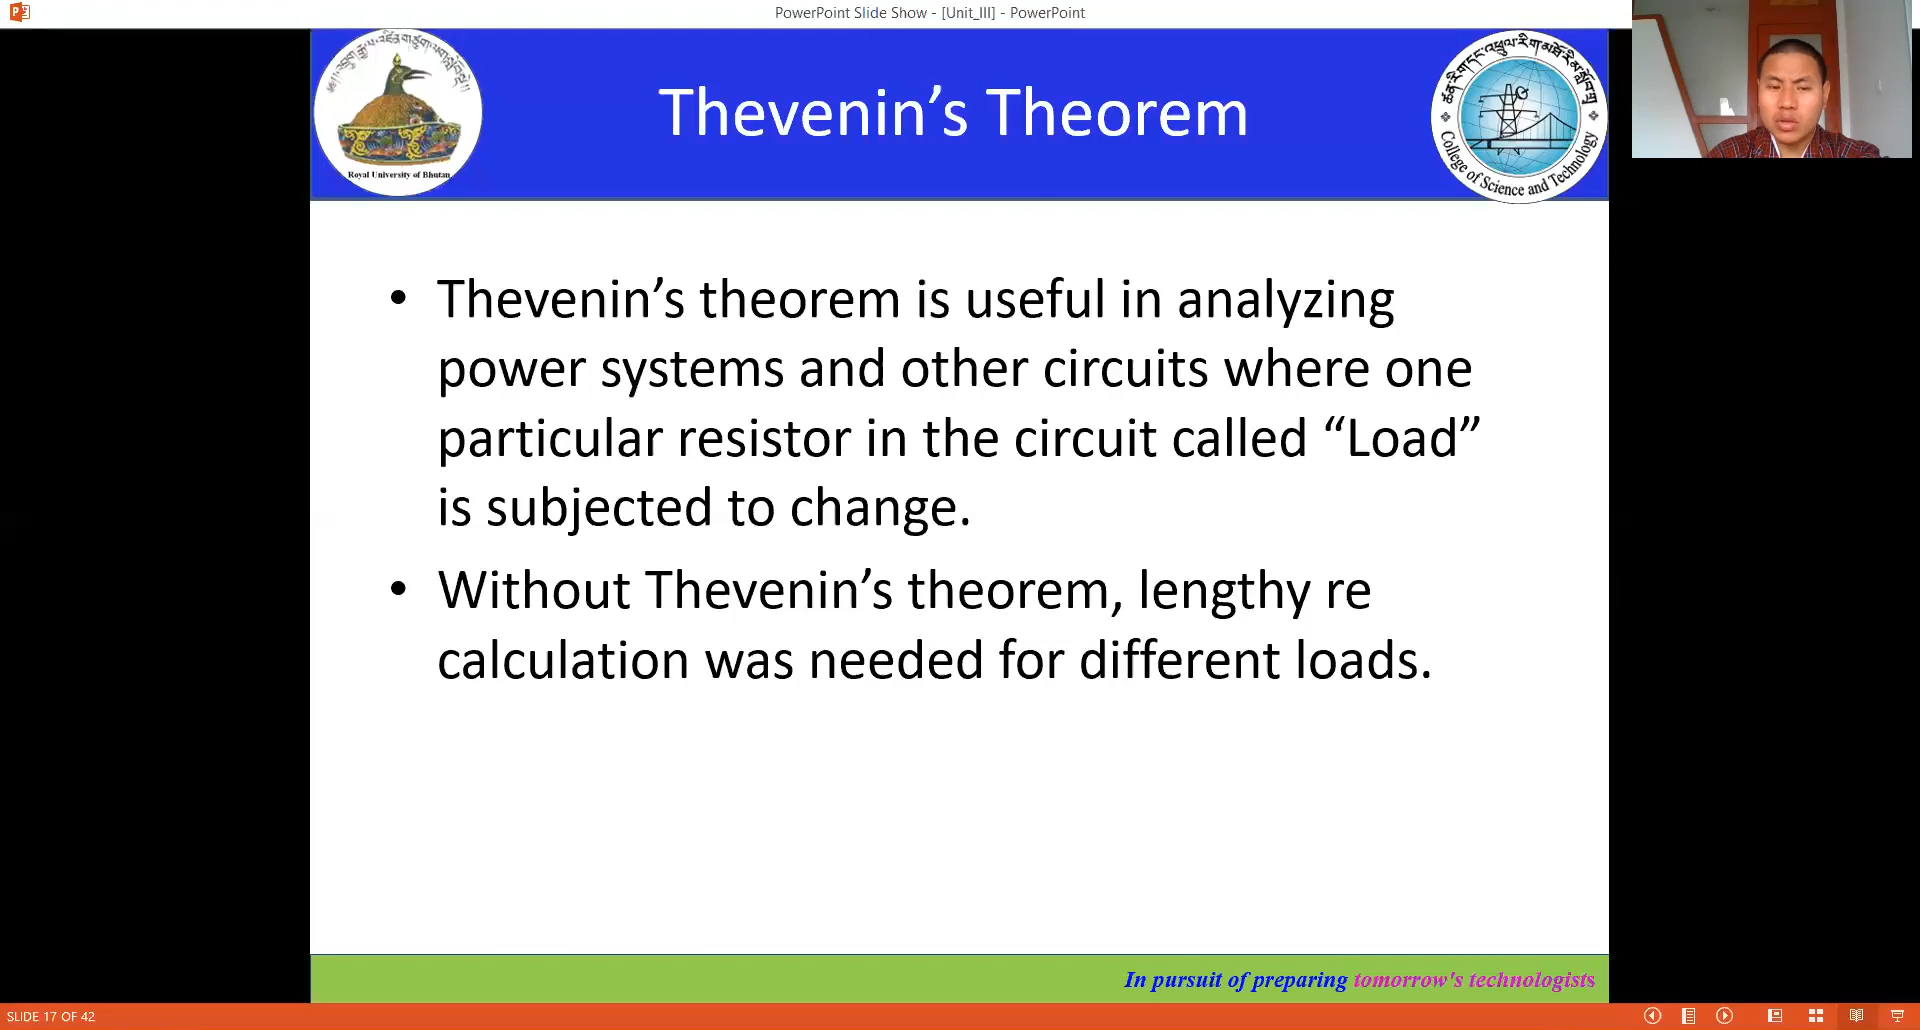 PowerPoint Slide Show - [Unit_III] - PowerPoint
Royal University of Bhutan
Thevenin’s Theorem
College of Science and Technology
• Thevenin’s theorem is useful in analyzing
power systems and other circuits where one
particular resistor in the circuit called “Load”
is subjected to change.
• Without Thevenin’s theorem, lengthy re
calculation was needed for different loads.
In pursuit of preparing tomorrow's technologists
SLIDE 17 OF 42